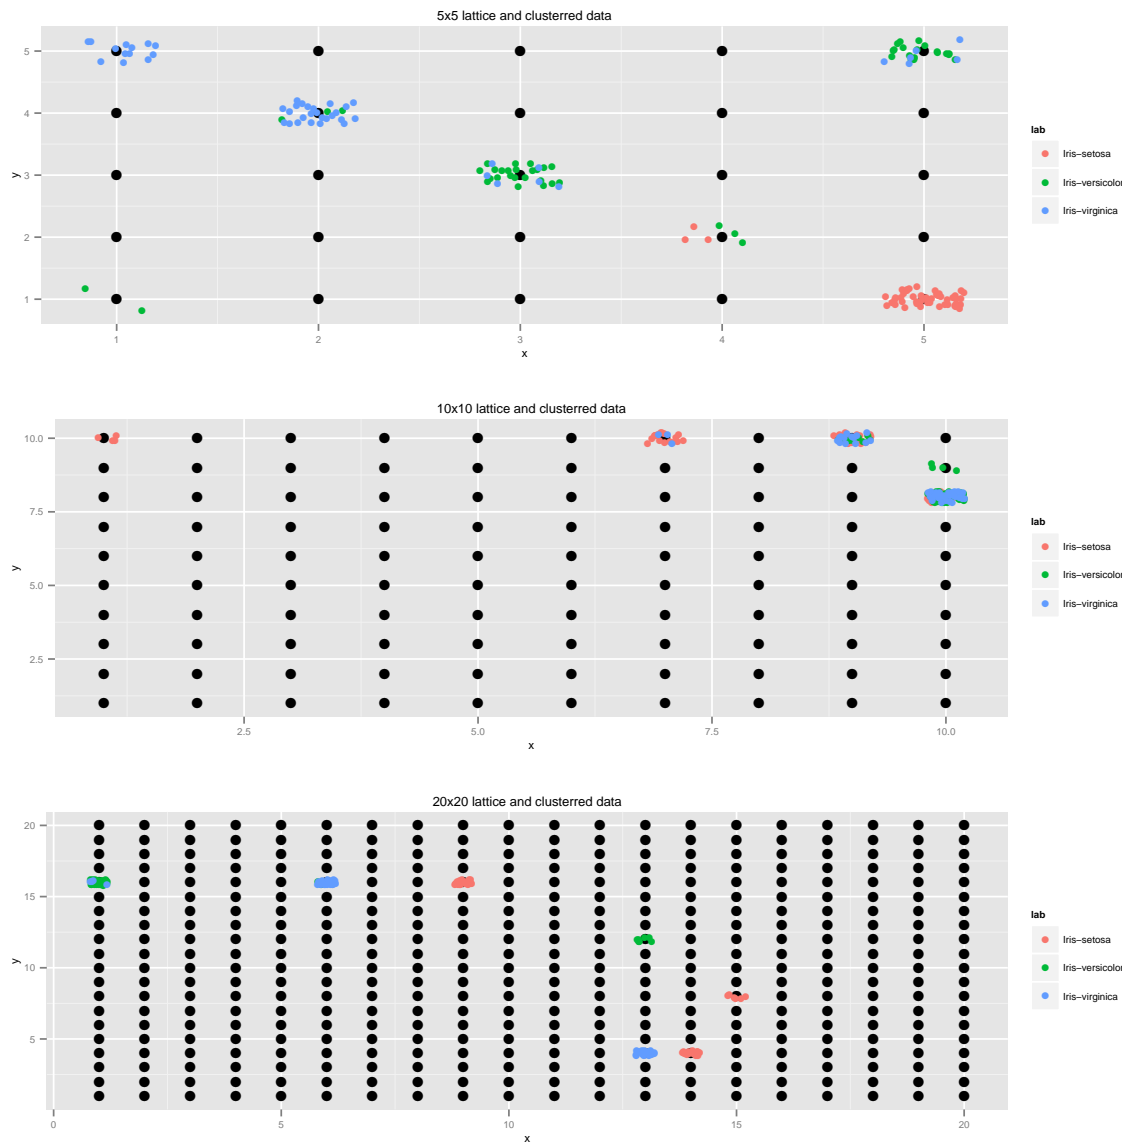 5x5 lattice and clusterred data
5
4
3
2
1
y
1 2 3 4 5
x
lab
Iris-setosa
Iris-versicolor
Iris-virginica
10x10 lattice and clusterred data
10.0
7.5
5.0
2.5
y
2.5 5.0 7.5 10.0
x
lab
Iris-setosa
Iris-versicolor
Iris-virginica
20x20 lattice and clusterred data
20
15
10
5
y
0 5 10 15 20
x
lab
Iris-setosa
Iris-versicolor
Iris-virginica